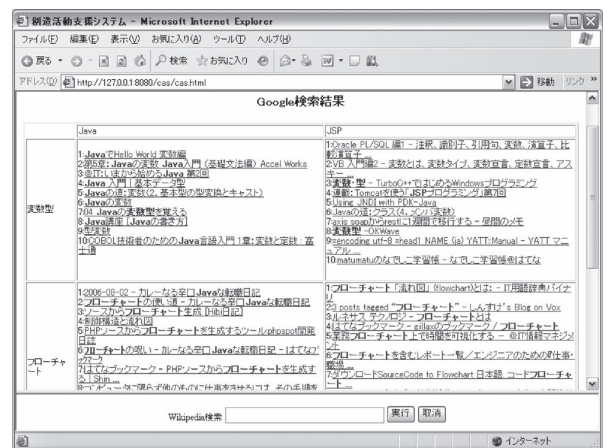 創造活動支援システム - Microsoft Internet Explorer
ファイル(F) 編集(E) 表示(V) お気に入り(A) ツール(T) ヘルプ(H)
戻る 検索 お気に入り
アドレス(D) http://127.0.0.1:8080/cas/cas.html 移動 リンク »
Google検索結果
Java JSP
変数型
1:JavaでHello World 変数編
2:第5章: Javaの変数 Java入門 (基礎文法編) Accel Works
3:@IT:いまから始めるJava 第2回
4:Java 入門 | 基本データ型
5:Javaの道:変数(2. 基本型の型変換とキャスト)
6:Javaの変数
7:04 Javaの変数型を覚える
8:Java講座 [Javaの書き方]
9:型変数
10:COBOL技術者のためのJava言語入門 1章:変数と定数 : 富
士通
1:Oracle PL/SQL 編1 - 注釈、識別子、引用句、変数、演算子、比
較演算子 ...
2:VB 入門編2 - 変数とは、変数タイプ、変数宣言、定数宣言、アス
キー ...
3:変数・型 - TurboC++ではじめるWindowsプログラミング
4:連載: Tomcatを使う「JSPプログラミング」第7回
5:Using JNDI with PDK-Java
6:Javaの道:クラス(4. メンバ変数)
7:axis soapからrestに1週間で移行する - 昼間のメモ
8:変数型 -OKWave
9:=encoding utf-8 =head1 NAME (ja) YATT:Manual - YATT マニ
ュアル ...
10:matumatuのなでしこ学習帳 - なでしこ学習帳@はてな
フローチャ
ート
1:2006-08-02 - カレーなる辛口Javaな転職日記
2:フローチャートの使い道 - カレーなる辛口Javaな転職日記
3:ソースからフローチャート生成 [Hibi日記]
4:制御構造と流れ図
5:PHPソースからフローチャートを生成するツール:phpspot開発
日誌
6:フローチャートの呪い - カレーなる辛口Javaな転職日記 - はてなブ
ックマーク
7:はてなブックマーク - PHPソースからフローチャートを生成す
る | Shin ...
8:コンピュータに限らず他のものに仕事をさせるには、その手順を
1:フローチャート「流れ図」(flowchart)とは: - IT用語辞典バイナ
リ
2:3 posts tagged "フローチャート" - しんすけ's Blog on Vox
3:ルネサス テクノロジ - フローチャートとは
4:はてなブックマーク - gillaxのブックマーク / フローチャート
5:業務フローチャート上で時間を可視化する - @IT情報マネジメ
ント
6:フローチャートを含むレポート一覧/エンジニアのための『仕事・
職場 ...
7:ダウンロードSourceCode to Flowchart 日本語. コードフローチャ
ート ...
Wikipedia検索 実行 取消
インターネット